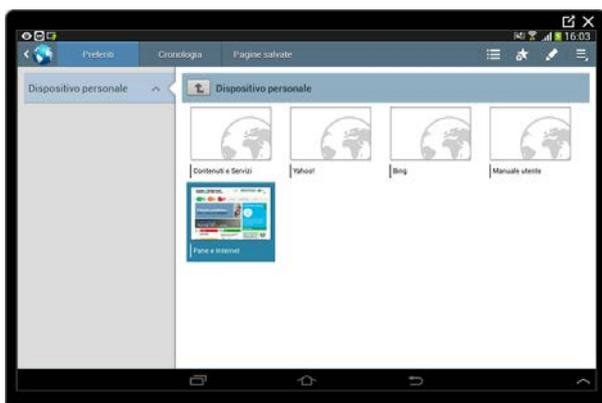 16:03
Preferiti
Cronologia
Pagine salvate
Dispositivo personale
Dispositivo personale
Contenuti e Servizi
Yahoo!
Bing
Manuale utente
Pane e Internet